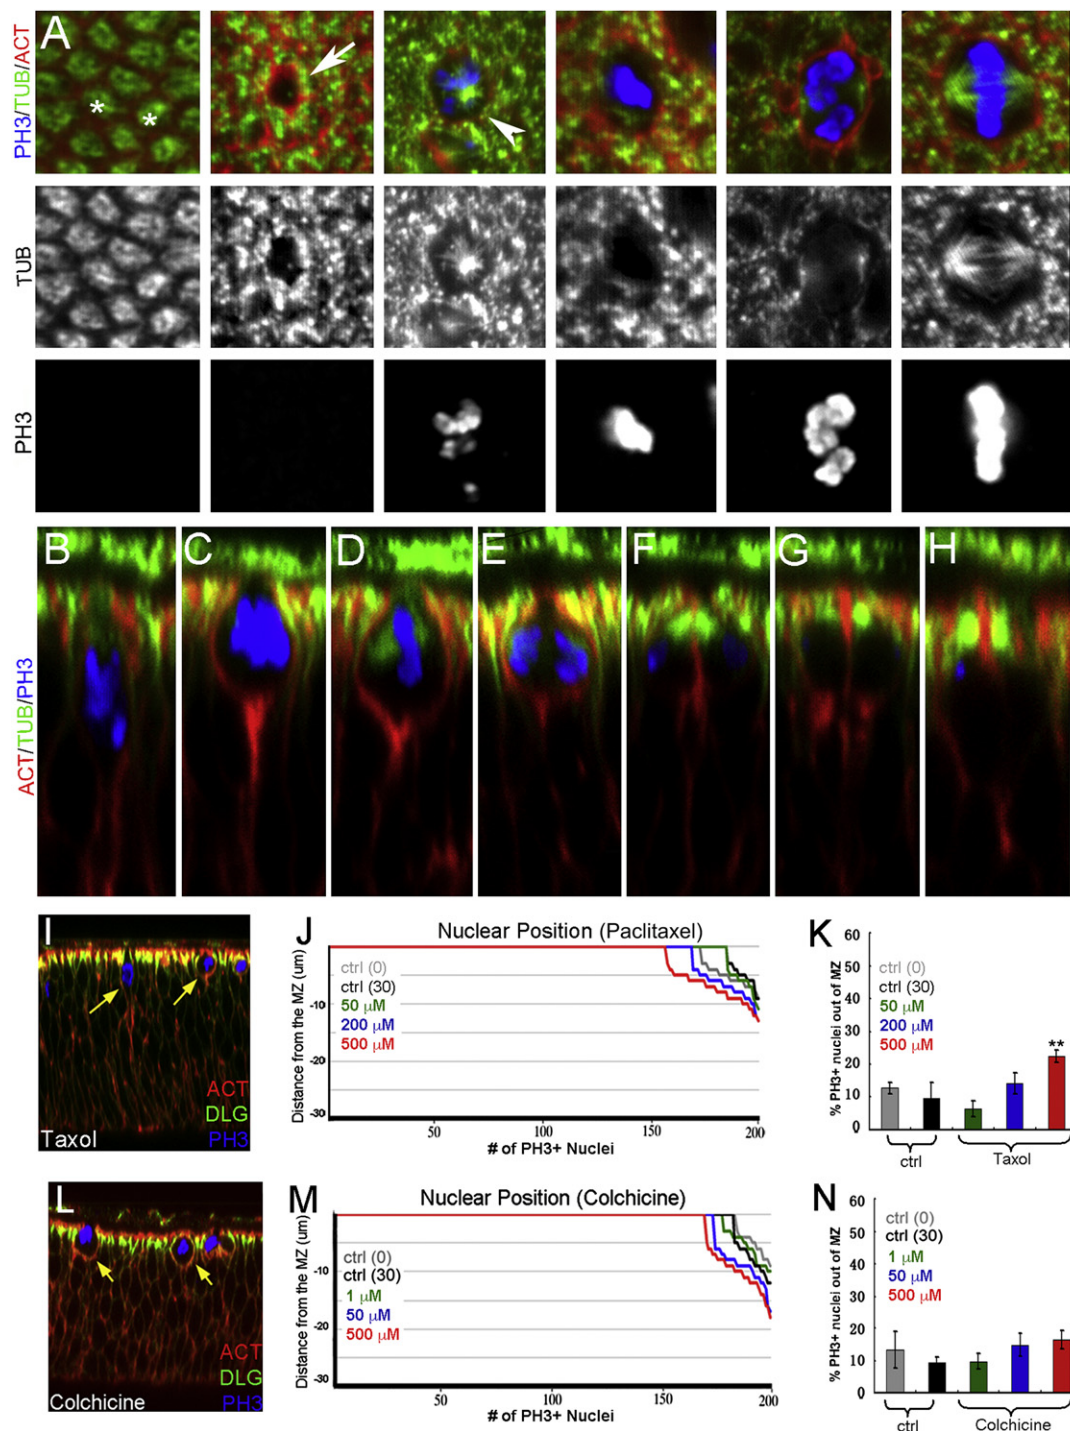 A
PH3/TUB/ACT
* *
TUB
PH3
B C D E F G H
ACT/TUB/PH3
I
ACT
DLG
PH3
Taxol
J
Nuclear Position (Paclitaxel)
Distance from the MZ (um)
ctrl (0)
ctrl (30)
50 µM
200 µM
500 µM
-10
-20
-30
50 100 150 200
# of PH3+ Nuclei
K
% PH3+ nuclei out of MZ
60
50
40
30
20
10
0
ctrl (0)
ctrl (30)
50 µM
200 µM
500 µM
**
ctrl Taxol
L
ACT
DLG
PH3
Colchicine
M
Nuclear Position (Colchicine)
Distance from the MZ (um)
0
-10
-20
-30
ctrl (0)
ctrl (30)
1 µM
50 µM
500 µM
50 100 150 200
# of PH3+ Nuclei
N
% PH3+ nuclei out of MZ
60
50
40
30
20
10
0
ctrl (0)
ctrl (30)
1 µM
50 µM
500 µM
ctrl Colchicine